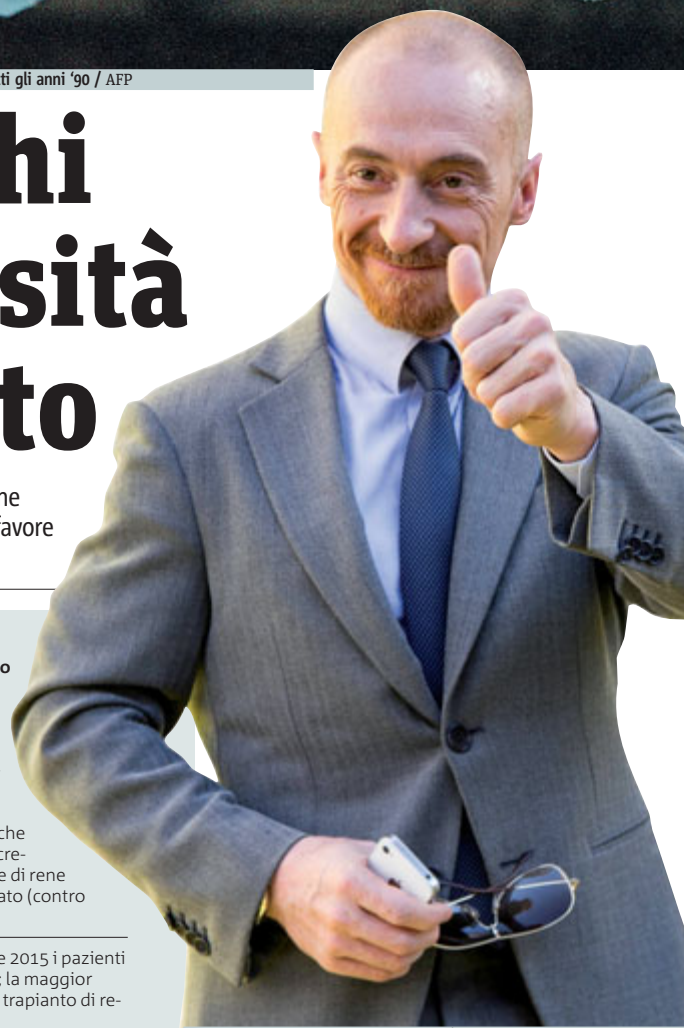 ti gli anni ‘90 / AFP
hi
sità
to
ne
favore
o
che
cre-
e di rene
ato (contro
e 2015 i pazienti
; la maggior
trapianto di re-